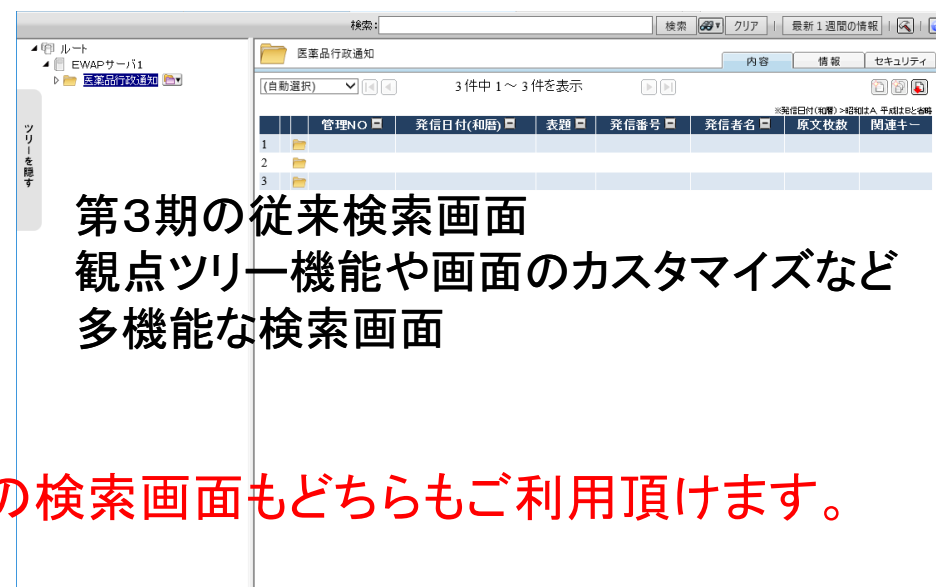 検索:
検索
クリア
最新1週間の情報
ルート
EWAPサーバ1
医薬品行政通知
ツリーを隠す
医薬品行政通知
内容
情報
セキュリティ
(自動選択)
3件中 1～ 3件を表示
※発信日付(和暦)>昭和はA, 平成はBと省略
管理NO 発信日付(和暦) 表題 発信番号 発信者名 原文枚数 関連キー
1
2
3
第3期の従来検索画面
観点ツリー機能や画面のカスタマイズなど
多機能な検索画面
の検索画面もどちらもご利用頂けます。